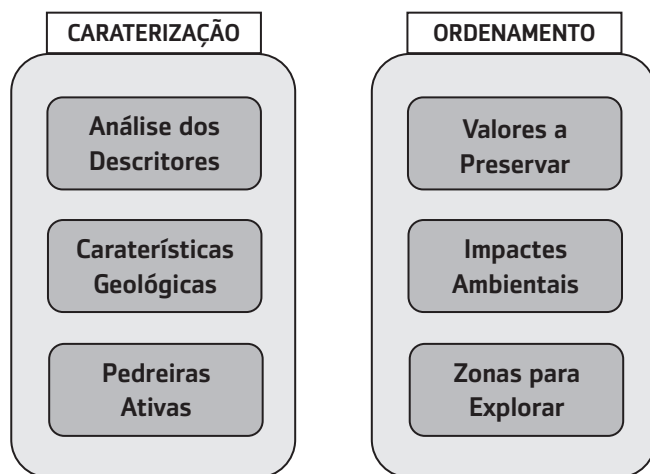 CARATERIZAÇÃO
Análise dos
Descritores
Caraterísticas
Geológicas
Pedreiras
Ativas
ORDENAMENTO
Valores a
Preservar
Impactes
Ambientais
Zonas para
Explorar